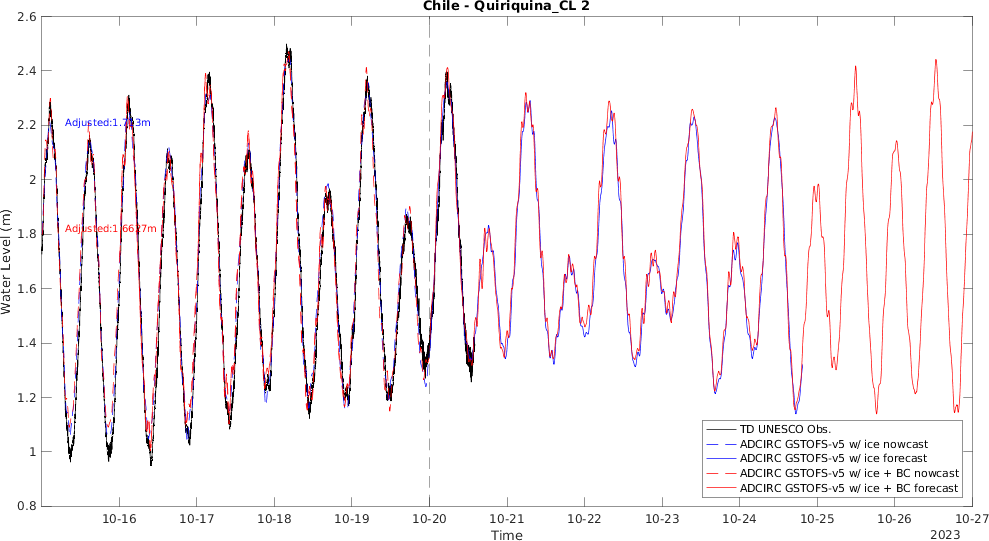 Chile - Quiriquina_CL 2
2.6
2.4
2.2
2
1.8
1.6
1.4
1.2
1
0.8
Water Level (m)
Adjusted:1.6627m
10-16
10-17
10-18
10-19
10-20
10-21
10-22
10-23
10-24
10-25
10-26
10-27
Time
2023
TD UNESCO Obs.
ADCIRC GSTOFS-v5 w/ ice nowcast
ADCIRC GSTOFS-v5 w/ ice forecast
ADCIRC GSTOFS-v5 w/ ice + BC nowcast
ADCIRC GSTOFS-v5 w/ ice + BC forecast